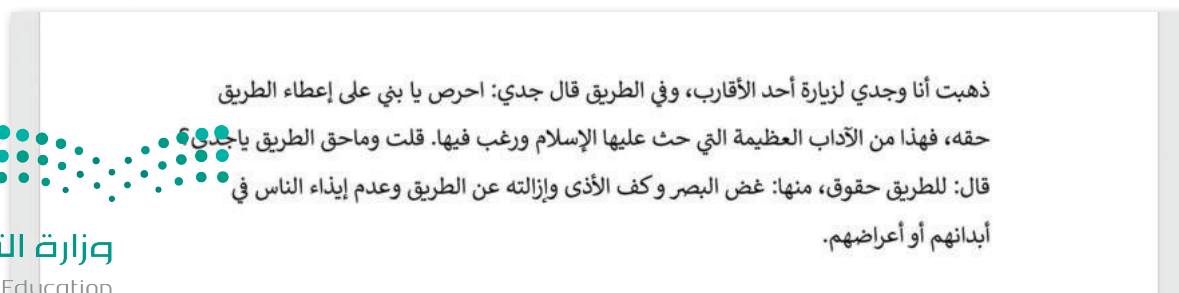 ذهبت أنا وجدي لزيارة أحد الأقارب، وفي الطريق قال جدي: احرص يا بني على إعطاء الطريق
حقه، فهذا من الآداب العظيمة التي حث عليها الإسلام ورغب فيها. قلت وماحق الطريق ياجدي؟
قال: للطريق حقوق، منها: غض البصر وكف الأذى وإزالته عن الطريق وعدم إيذاء الناس في
أبدانهم أو أعراضهم.
وزارة
Education